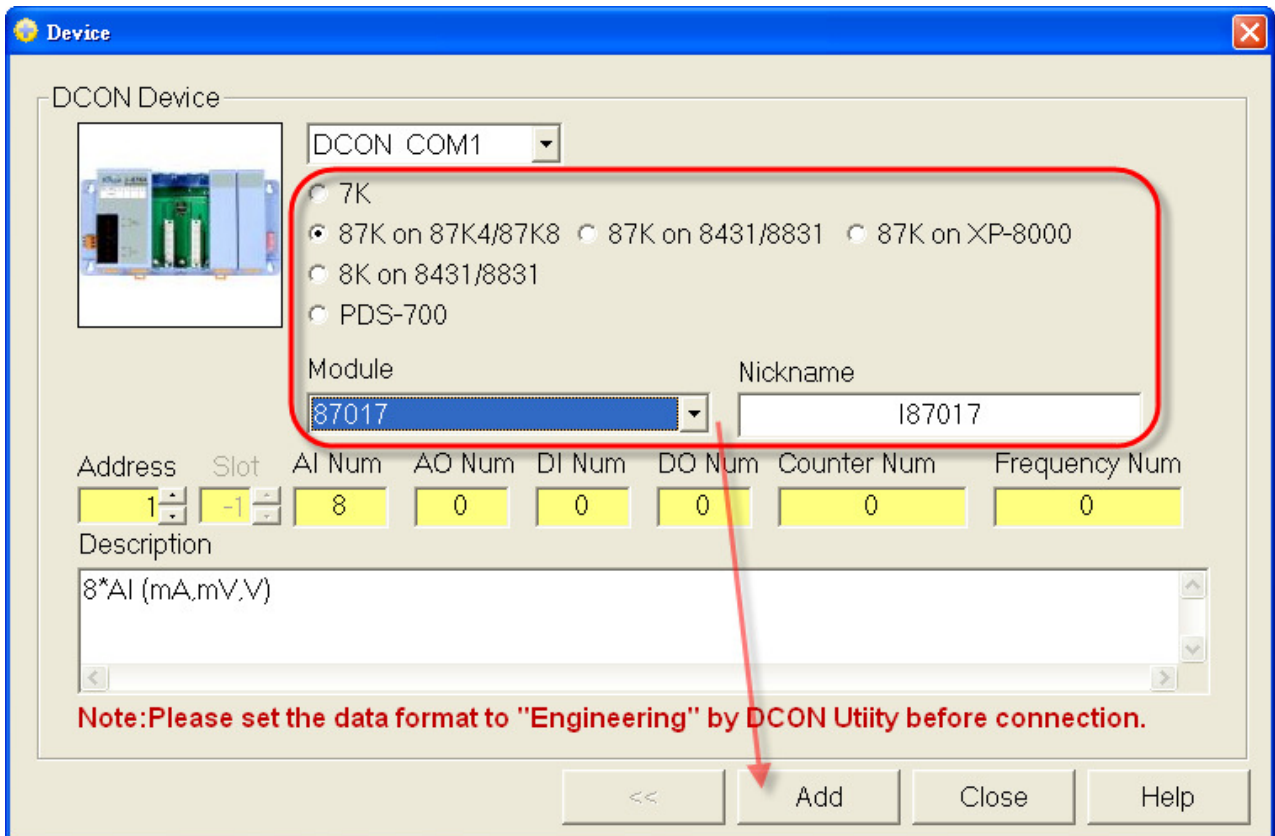 Device
DCON Device
DCON COM1
7K
87K on 87K4/87K8 87K on 8431/8831 87K on XP-8000
8K on 8431/8831
PDS-700
Module Nickname
87017 I87017
Address Slot AI Num AO Num DI Num DO Num Counter Num Frequency Num
1 -1 8 0 0 0 0 0
Description
8*AI (mA,mV,V)
Note:Please set the data format to "Engineering" by DCON Utiity before connection.
<< Add Close Help